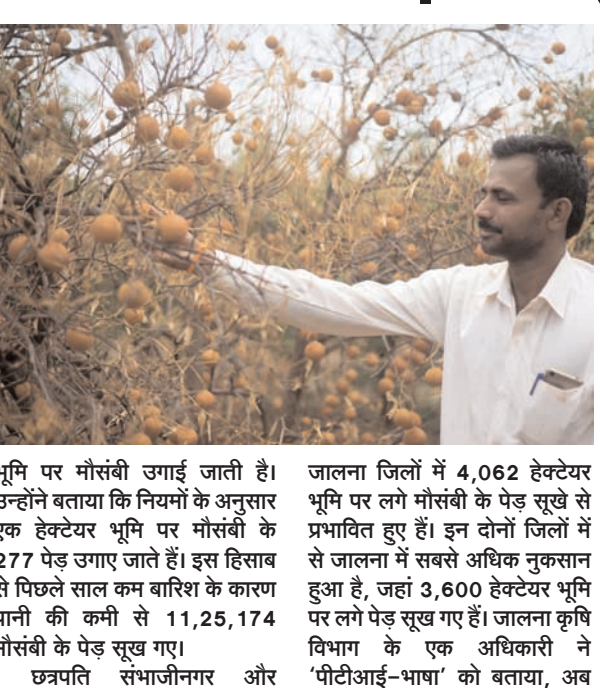 भूमि पर मौसंबी उगाई जाती है।
उन्होंने बताया कि नियमों के अनुसार
एक हेक्टेयर भूमि पर मौसंबी के
277 पेड़ उगाए जाते हैं। इस हिसाब
से पिछले साल कम बारिश के कारण
पानी की कमी से 11,25,174
मौसंबी के पेड़ सूख गए।
छत्रपति संभाजीनगर और
जालना जिलों में 4,062 हेक्टेयर
भूमि पर लगे मौसंबी के पेड़ सूखे से
प्रभावित हुए हैं। इन दोनों जिलों में
से जालना में सबसे अधिक नुकसान
हुआ है, जहां 3,600 हेक्टेयर भूमि
पर लगे पेड़ सूख गए हैं। जालना कृषि
विभाग के एक अधिकारी ने
‘पीटीआई-भाषा’ को बताया, अब